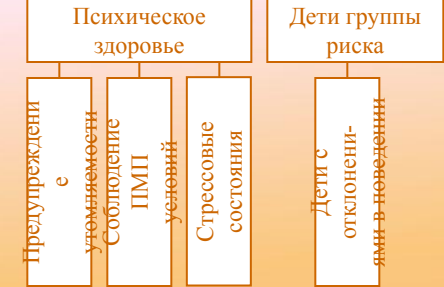 Психическое
здоровье
Дети группы
риска
Предупреждени
е
утомляемости
Соблюдение
ПМП
условий
Стрессовые
состояния
Дети с
отклонени-
ями в поведении